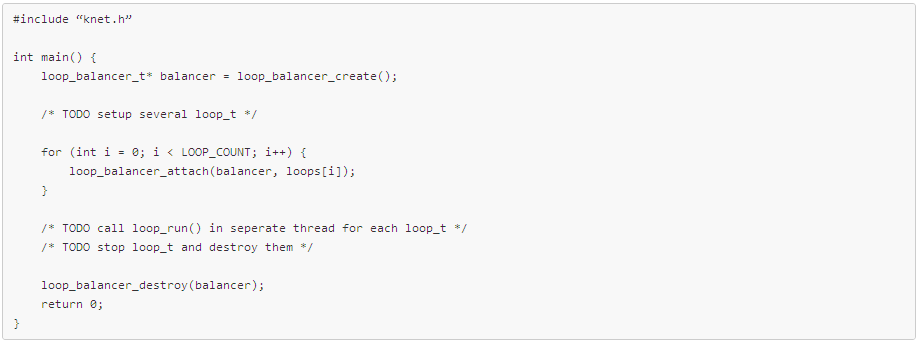 #include “knet.h”
int main() {
loop_balancer_t* balancer = loop_balancer_create();
/* TODO setup several loop_t */
for (int i = 0; i < LOOP_COUNT; i++) {
loop_balancer_attach(balancer, loops[i]);
}
/* TODO call loop_run() in seperate thread for each loop_t */
/* TODO stop loop_t and destroy them */
loop_balancer_destroy(balancer);
return 0;
}